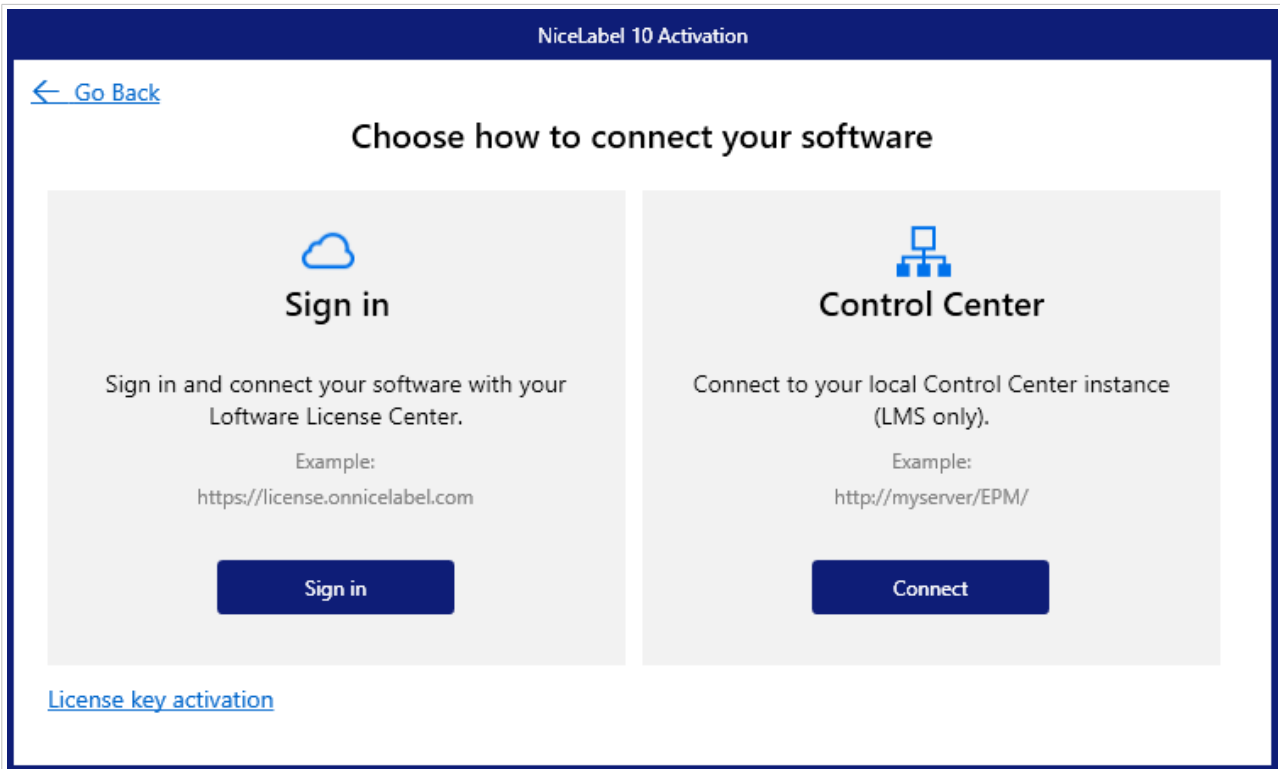 NiceLabel 10 Activation
Go Back
Choose how to connect your software
Sign in
Sign in and connect your software with your
Loftware License Center.
Example:
https://license.onnicelabel.com
Sign in
Control Center
Connect to your local Control Center instance
(LMS only).
Example:
http://myserver/EPM/
Connect
License key activation